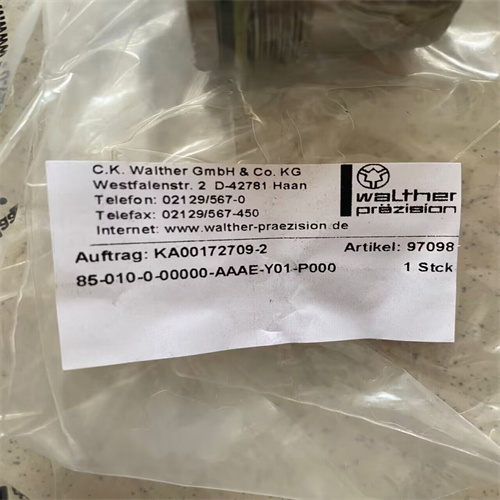 C.K. Walther GmbH & Co. KG
Westfalenstr. 2 D-42781 Haan
Telefon: 02129/567-0
Telefax: 02129/567-450
Internet: www.walther-praezision.de
walther
präzision
Auftrag: KA00172709-2
Artikel: 97098
85-010-0-00000-AAAE-Y01-P000
1 Stck